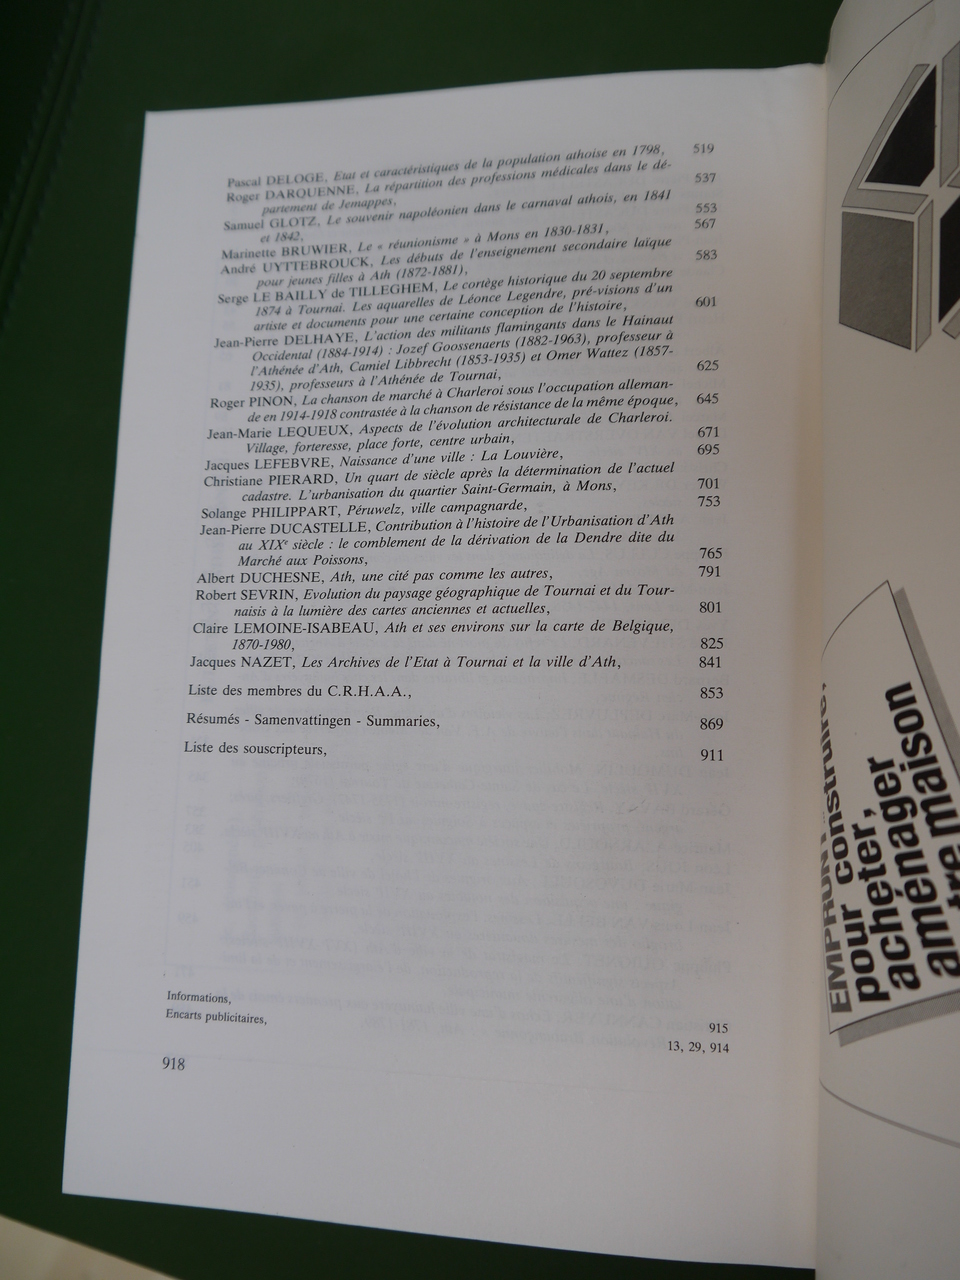 Pascal DELOGE, Etat et caractéristiques de la population athoise en 1798, 519
Roger DARQUENNE, La répartition des professions médicales dans le dé-
partement de Jemappes, 537
Samuel GLOTZ, Le souvenir napoléonien dans le carnaval athois, en 1841
et 1842, 553
Marinette BRUWIER, Le « réunionisme » à Mons en 1830-1831, 567
André UYTTEBROUCK, Les débuts de l'enseignement secondaire laïque
pour jeunes filles à Ath (1872-1881), 583
Serge LE BAILLY de TILLEGHEM, Le cortège historique du 20 septembre
1874 à Tournai. Les aquarelles de Léonce Legendre, pré-visions d'un
artiste et documents pour une certaine conception de l'histoire, 601
Jean-Pierre DELHAYE, L'action des militants flamingants dans le Hainaut
Occidental (1884-1914) : Jozef Goossenaerts (1882-1963), professeur à
l'Athénée d'Ath, Camiel Libbrecht (1853-1935) et Omer Wattez (1857-
1935), professeurs à l'Athénée de Tournai, 625
Roger PINON, La chanson de marché à Charleroi sous l'occupation alleman-
de en 1914-1918 contrastée à la chanson de résistance de la même époque, 645
Jean-Marie LEQUEUX, Aspects de l'évolution architecturale de Charleroi.
Village, forteresse, place forte, centre urbain, 671
Jacques LEFEBVRE, Naissance d'une ville : La Louvière, 695
Christiane PIERARD, Un quart de siècle après la détermination de l'actuel
cadastre. L'urbanisation du quartier Saint-Germain, à Mons, 701
Solange PHILIPPART, Péruwelz, ville campagnarde, 753
Jean-Pierre DUCASTELLE, Contribution à l'histoire de l'Urbanisation d'Ath
au XIXe siècle : le comblement de la dérivation de la Dendre dite du
Marché aux Poissons, 765
Albert DUCHESNE, Ath, une cité pas comme les autres, 791
Robert SEVRIN, Evolution du paysage géographique de Tournai et du Tour-
naisis à la lumière des cartes anciennes et actuelles, 801
Claire LEMOINE-ISABEAU, Ath et ses environs sur la carte de Belgique,
1870-1980, 825
Jacques NAZET, Les Archives de l'Etat à Tournai et la ville d'Ath, 841
Liste des membres du C.R.H.A.A., 853
Résumés - Samenvattingen - Summaries, 869
Liste des souscripteurs, 911
Informations, 915
Encarts publicitaires, 13, 29, 914
918
pour construire,
pour acheter,
aménager
maison